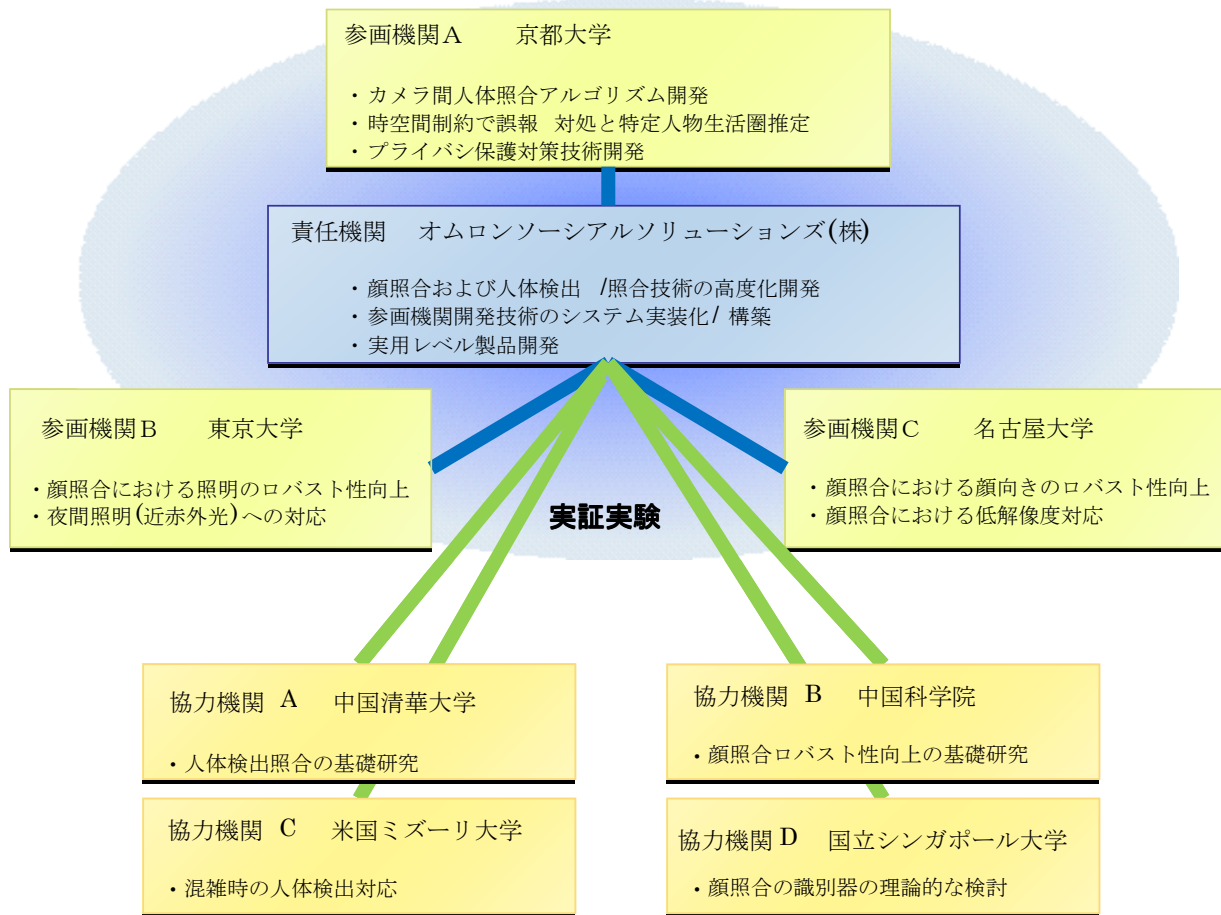 参画機関A 京都大学
・カメラ間人体照合アルゴリズム開発
・時空間制約で誤報 対処と特定人物生活圏推定
・プライバシ保護対策技術開発
責任機関 オムロンソーシアルソリューションズ(株)
・顔照合および人体検出 /照合技術の高度化開発
・参画機関開発技術のシステム実装化/ 構築
・実用レベル製品開発
参画機関B 東京大学
・顔照合における照明のロバスト性向上
・夜間照明(近赤外光)への対応
参画機関C 名古屋大学
・顔照合における顔向きのロバスト性向上
・顔照合における低解像度対応
実証実験
協力機関 A 中国清華大学
・人体検出照合の基礎研究
協力機関 B 中国科学院
・顔照合ロバスト性向上の基礎研究
協力機関 C 米国ミズーリ大学
・混雑時の人体検出対応
協力機関 D 国立シンガポール大学
・顔照合の識別器の理論的な検討